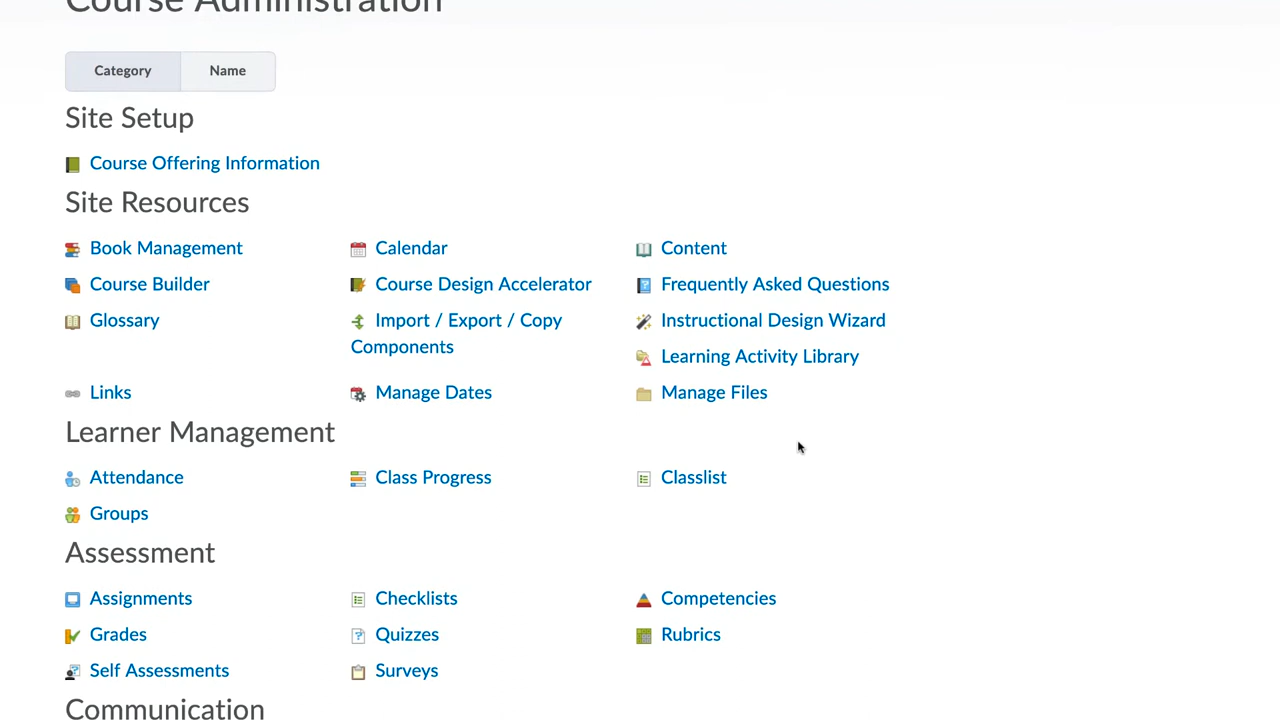 Course Administration
Category Name
Site Setup
Course Offering Information
Site Resources
Book Management Calendar Content
Course Builder Course Design Accelerator Frequently Asked Questions
Glossary Import / Export / Copy Instructional Design Wizard
Components
Learning Activity Library
Links Manage Dates Manage Files
Learner Management
Attendance Class Progress Classlist
Groups
Assessment
Assignments Checklists Competencies
Grades Quizzes Rubrics
Self Assessments Surveys
Communication